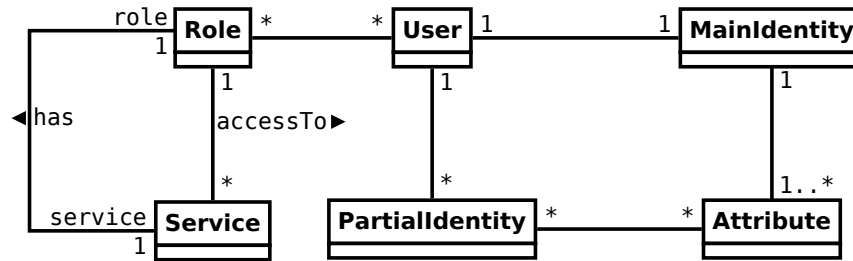 role
Role
*
*
User
1
1
MainIdentity
1
1
1
1
◄has
accessTo►
*
*
1..*
service
Service
PartialIdentity
*
*
Attribute
1